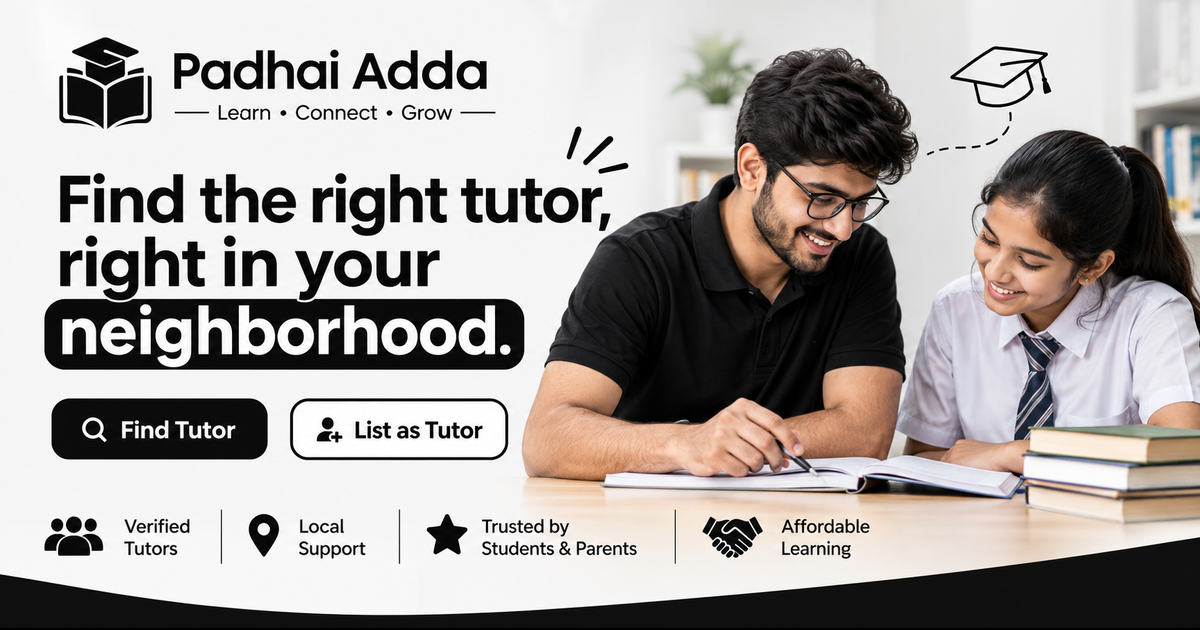 Padhai Adda
Learn • Connect • Grow
Find the right tutor,
right in your
neighborhood.
Find Tutor
List as Tutor
Verified
Tutors
Local
Support
Trusted by
Students & Parents
Affordable
Learning